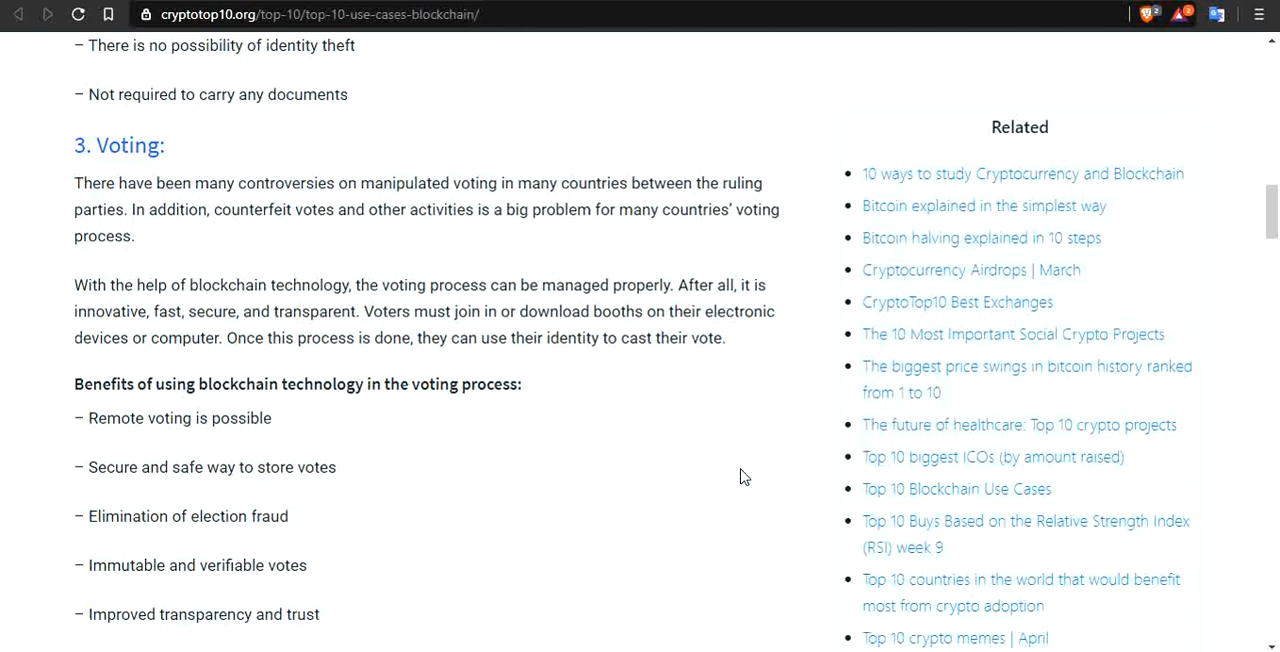 cryptotop10.org/top-10/top-10-use-cases-blockchain/
2
2
– There is no possibility of identity theft
– Not required to carry any documents
3. Voting:
There have been many controversies on manipulated voting in many countries between the ruling
parties. In addition, counterfeit votes and other activities is a big problem for many countries’ voting
process.
With the help of blockchain technology, the voting process can be managed properly. After all, it is
innovative, fast, secure, and transparent. Voters must join in or download booths on their electronic
devices or computer. Once this process is done, they can use their identity to cast their vote.
Benefits of using blockchain technology in the voting process:
– Remote voting is possible
– Secure and safe way to store votes
– Elimination of election fraud
– Immutable and verifiable votes
– Improved transparency and trust
Related
10 ways to study Cryptocurrency and Blockchain
Bitcoin explained in the simplest way
Bitcoin halving explained in 10 steps
Cryptocurrency Airdrops | March
CryptoTop10 Best Exchanges
The 10 Most Important Social Crypto Projects
The biggest price swings in bitcoin history ranked
from 1 to 10
The future of healthcare: Top 10 crypto projects
Top 10 biggest ICOs (by amount raised)
Top 10 Blockchain Use Cases
Top 10 Buys Based on the Relative Strength Index
(RSI) week 9
Top 10 countries in the world that would benefit
most from crypto adoption
Top 10 crypto memes | April